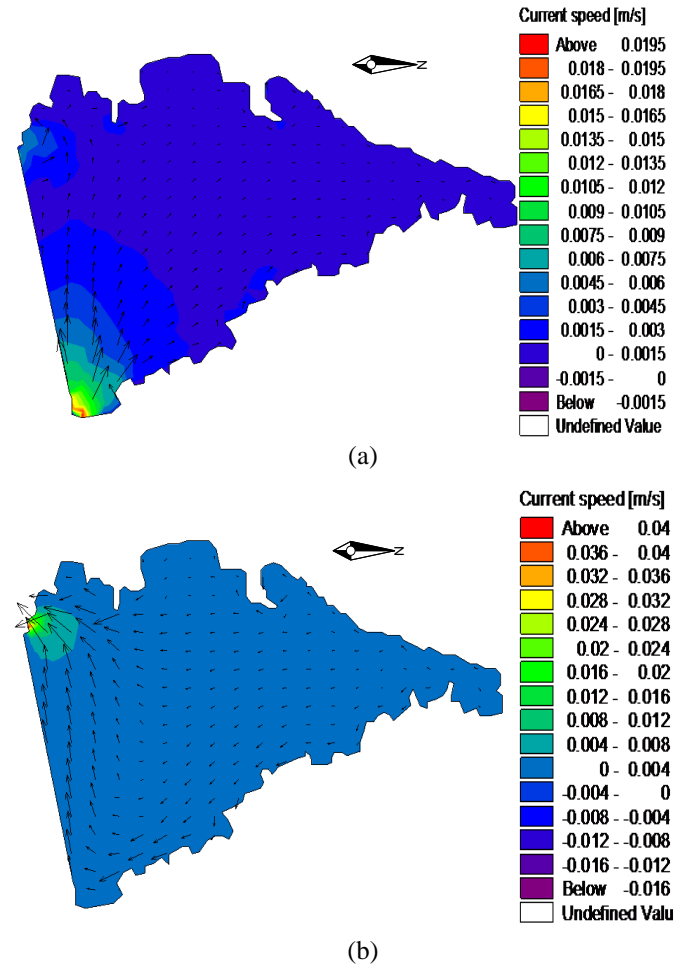 Current speed [m/s]
Above 0.0195
0.018 - 0.0195
0.0165 - 0.018
0.015 - 0.0165
0.0135 - 0.015
0.012 - 0.0135
0.0105 - 0.012
0.009 - 0.0105
0.0075 - 0.009
0.006 - 0.0075
0.0045 - 0.006
0.003 - 0.0045
0.0015 - 0.003
0 - 0.0015
-0.0015 - 0
Below -0.0015
Undefined Value
N
(a)
Current speed [m/s]
Above 0.04
0.036 - 0.04
0.032 - 0.036
0.028 - 0.032
0.024 - 0.028
0.02 - 0.024
0.016 - 0.02
0.012 - 0.016
0.008 - 0.012
0.004 - 0.008
0 - 0.004
-0.004 - 0
-0.008 - -0.004
-0.012 - -0.008
-0.016 - -0.012
Below -0.016
Undefined Valu
N
(b)